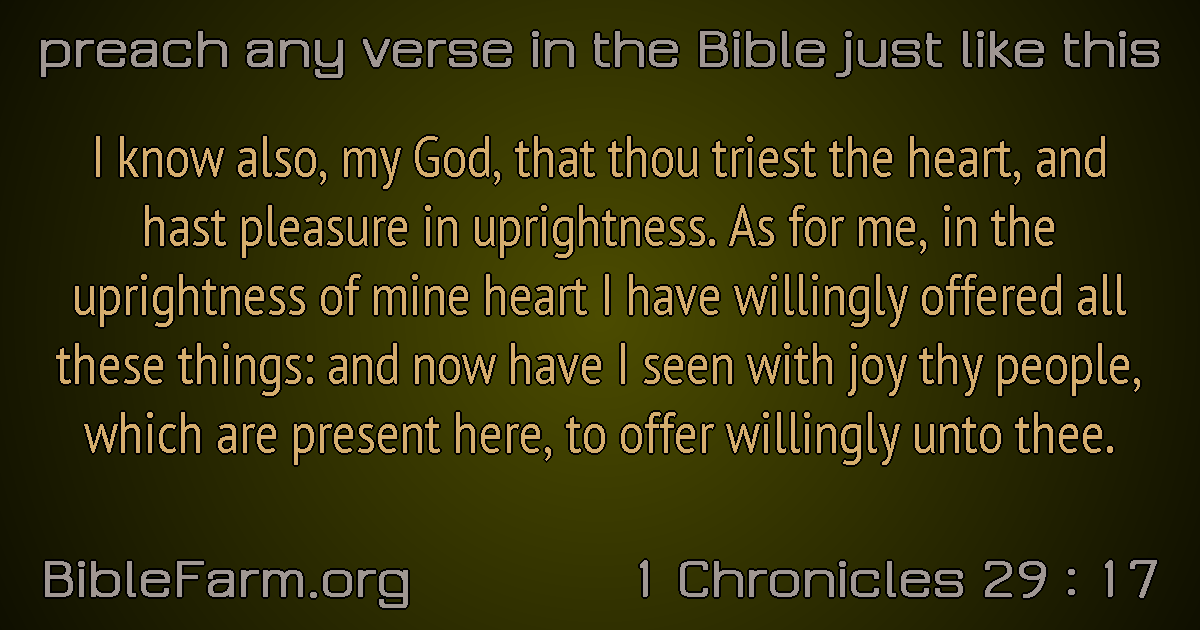 preach any verse in the Bible just like this
I know also, my God, that thou triest the heart, and
hast pleasure in uprightness. As for me, in the
uprightness of mine heart I have willingly offered all
these things: and now have I seen with joy thy people,
which are present here, to offer willingly unto thee.
BibleFarm.org
1 Chronicles 29 : 17